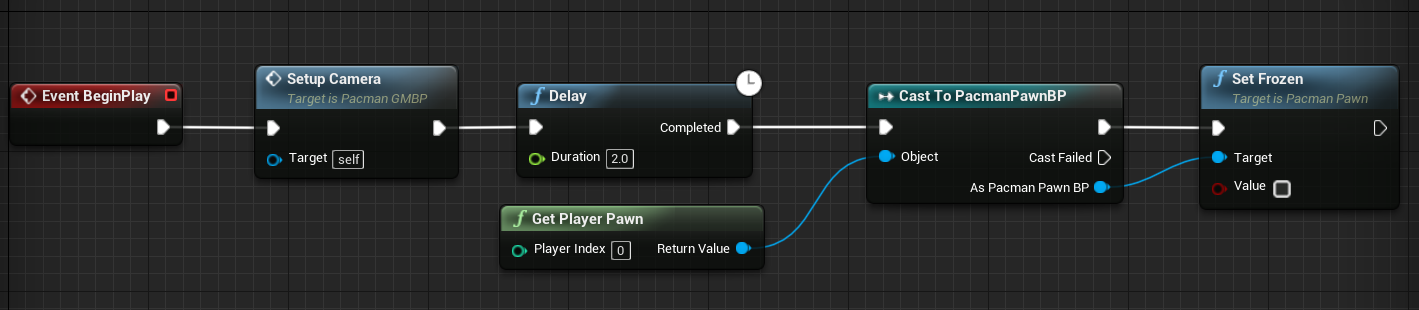 Event BeginPlay
Setup Camera
Target is Pacman GMBP
Target self
Delay
Completed
Duration 2.0
Get Player Pawn
Player Index 0 Return Value
Cast To PacmanPawnBP
Object
Cast Failed
As Pacman Pawn BP
Set Frozen
Target is Pacman Pawn
Target
Value